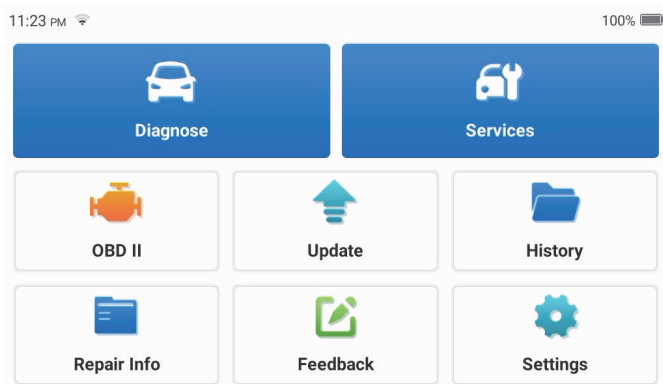 11:23 PM
100%
Diagnose
Services
OBD II
Update
History
Repair Info
Feedback
Settings